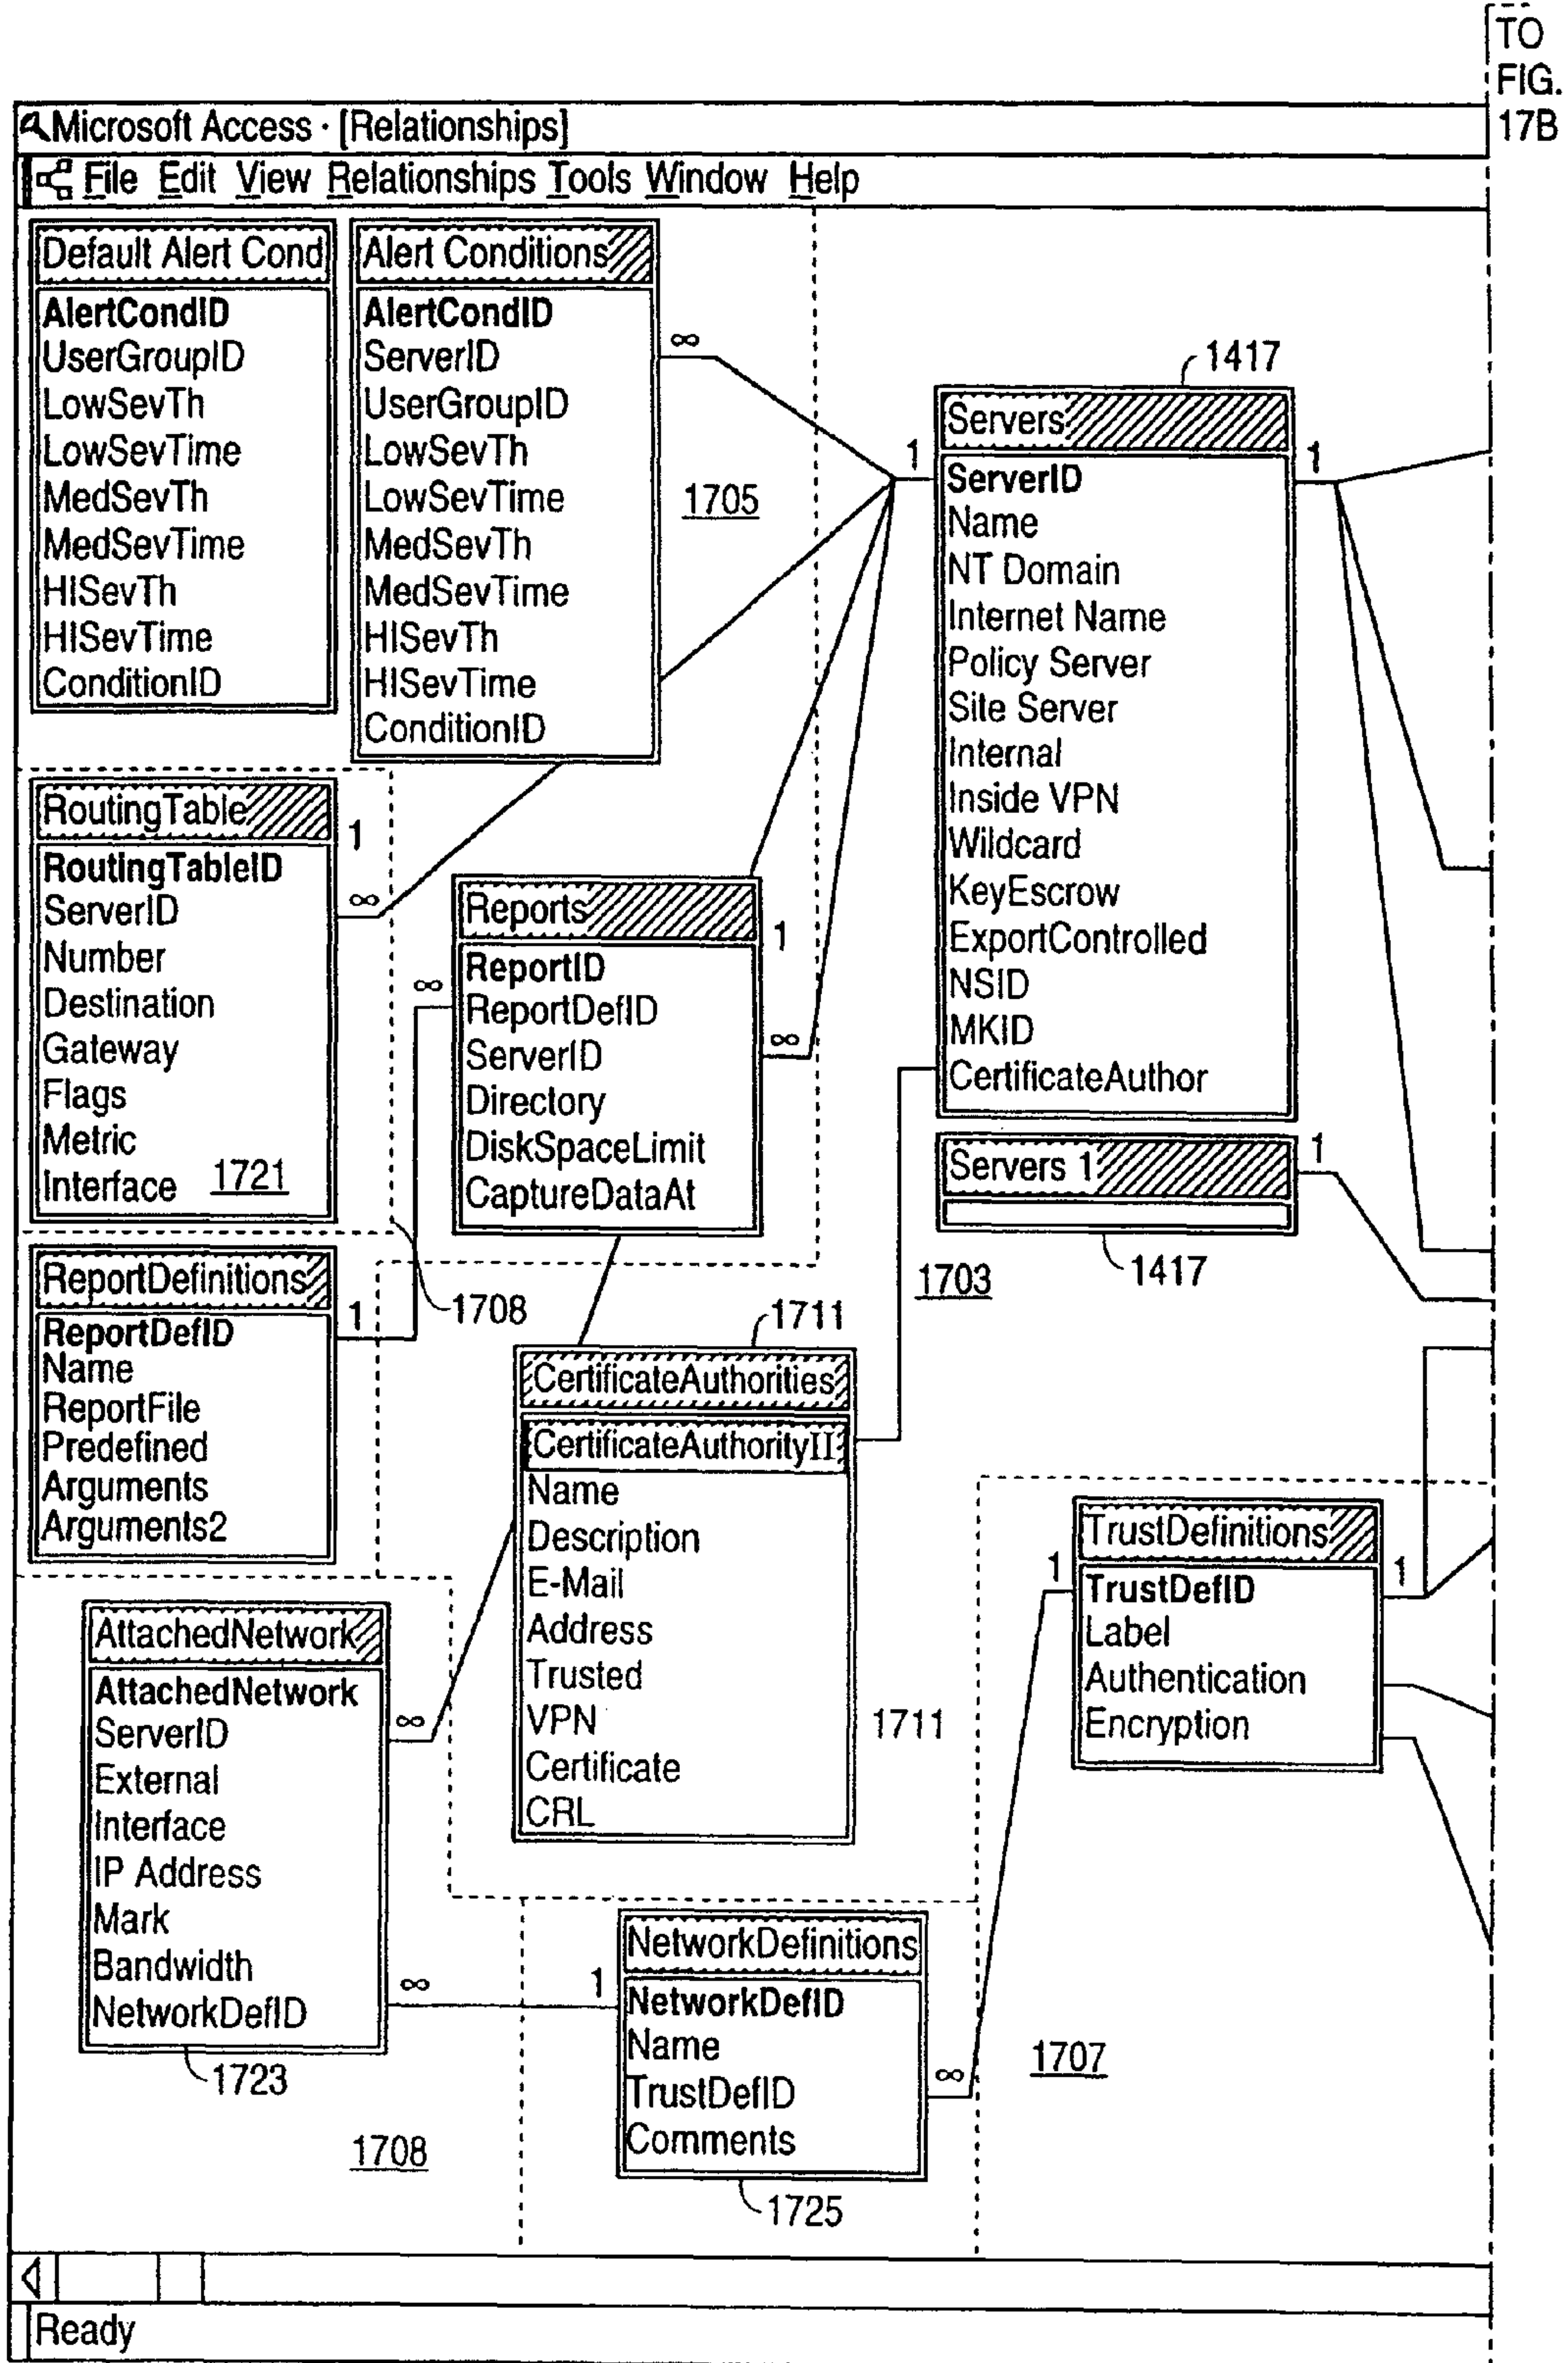 TO
FIG.
17B
Microsoft Access · [Relationships]
File Edit View Relationships Tools Window Help
Default Alert Cond
AlertCondID
UserGroupID
LowSevTh
LowSevTime
MedSevTh
MedSevTime
HISevTh
HISevTime
ConditionID
Alert Conditions
AlertCondID
ServerID
UserGroupID
LowSevTh
LowSevTime
MedSevTh
MedSevTime
HISevTh
HISevTime
ConditionID
∞
1705
1
1417
Servers
ServerID
Name
NT Domain
Internet Name
Policy Server
Site Server
Internal
Inside VPN
Wildcard
KeyEscrow
ExportControlled
NSID
MKID
CertificateAuthor
1
Servers 1
1
1417
1703
RoutingTable
RoutingTableID
ServerID
Number
Destination
Gateway
Flags
Metric
Interface
1721
1
∞
Reports
ReportID
ReportDefID
ServerID
Directory
DiskSpaceLimit
CaptureDataAt
∞
1
∞
ReportDefinitions
ReportDefID
Name
ReportFile
Predefined
Arguments
Arguments2
1
1708
1711
CertificateAuthorities
CertificateAuthorityII
Name
Description
E-Mail
Address
Trusted
VPN
Certificate
CRL
1711
TrustDefinitions
TrustDefID
Label
Authentication
Encryption
1
1
AttachedNetwork
AttachedNetwork
ServerID
External
Interface
IP Address
Mark
Bandwidth
NetworkDefID
∞
∞
1723
1708
1
NetworkDefinitions
NetworkDefID
Name
TrustDefID
Comments
∞
1725
1707
Ready